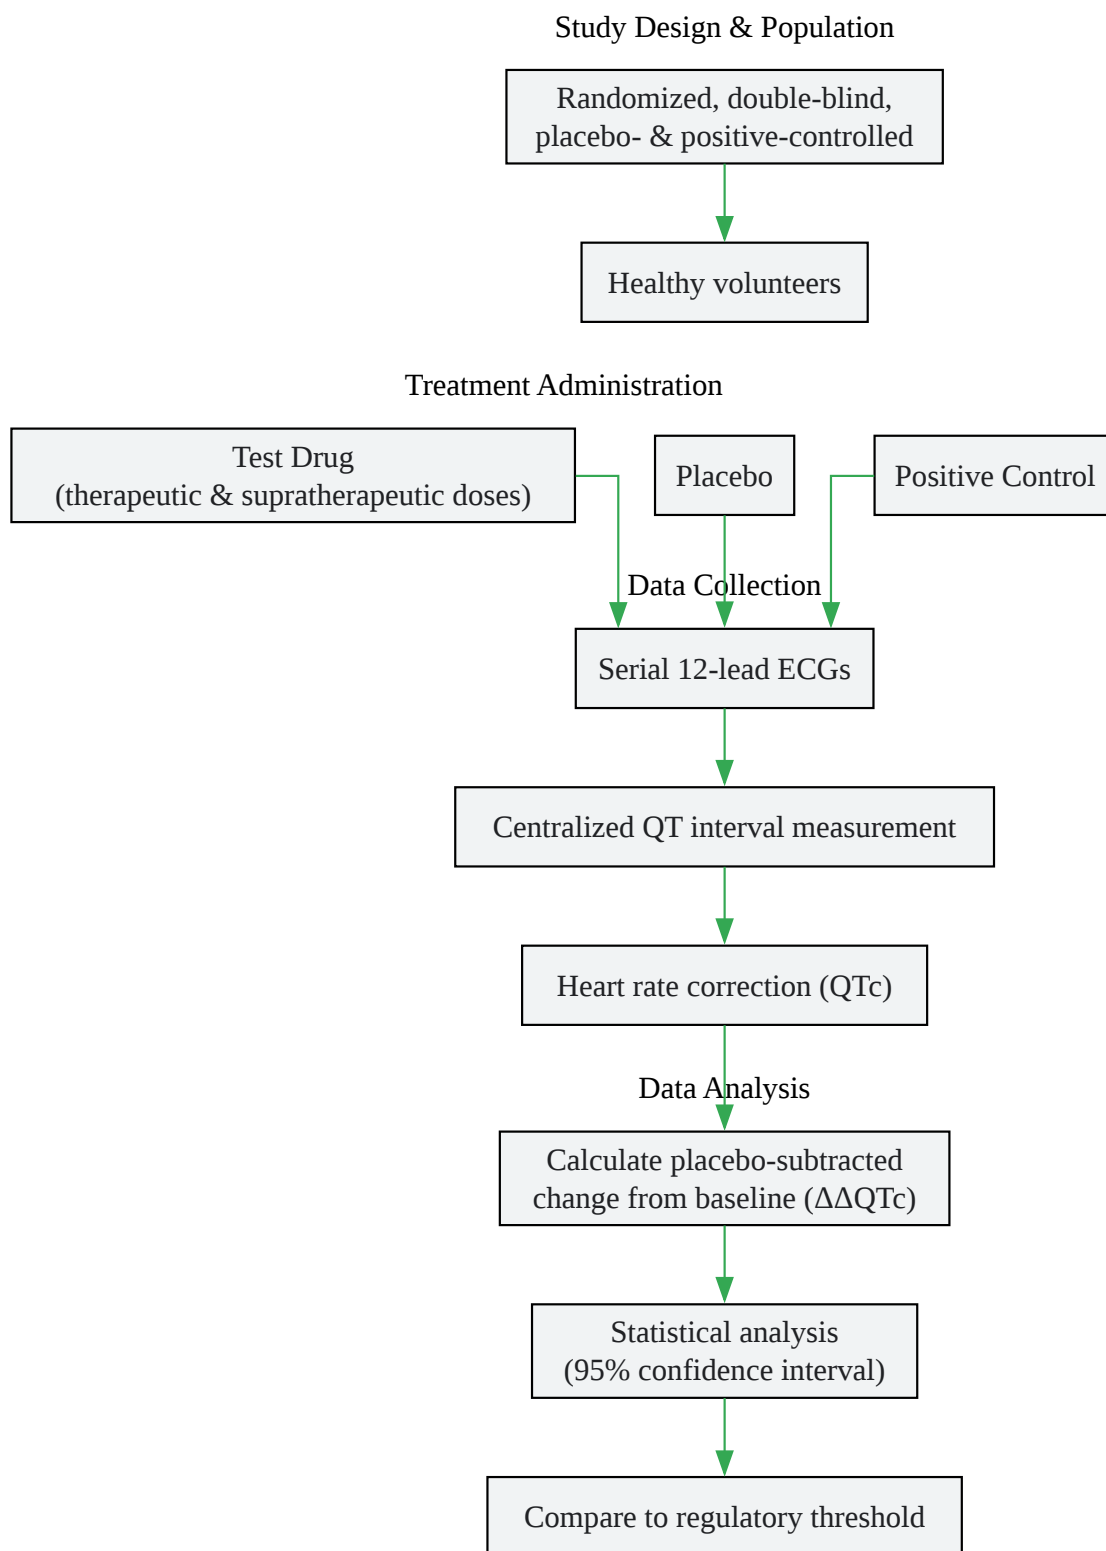 Study Design & Population
Randomized, double-blind,
placebo- & positive-controlled
Healthy volunteers
Treatment Administration
Test Drug
(therapeutic & supratherapeutic doses)
Placebo
Positive Control
Data Collection
Serial 12-lead ECGs
Centralized QT interval measurement
Heart rate correction (QTc)
Data Analysis
Calculate placebo-subtracted
change from baseline (ΔΔQTc)
Statistical analysis
(95% confidence interval)
Compare to regulatory threshold